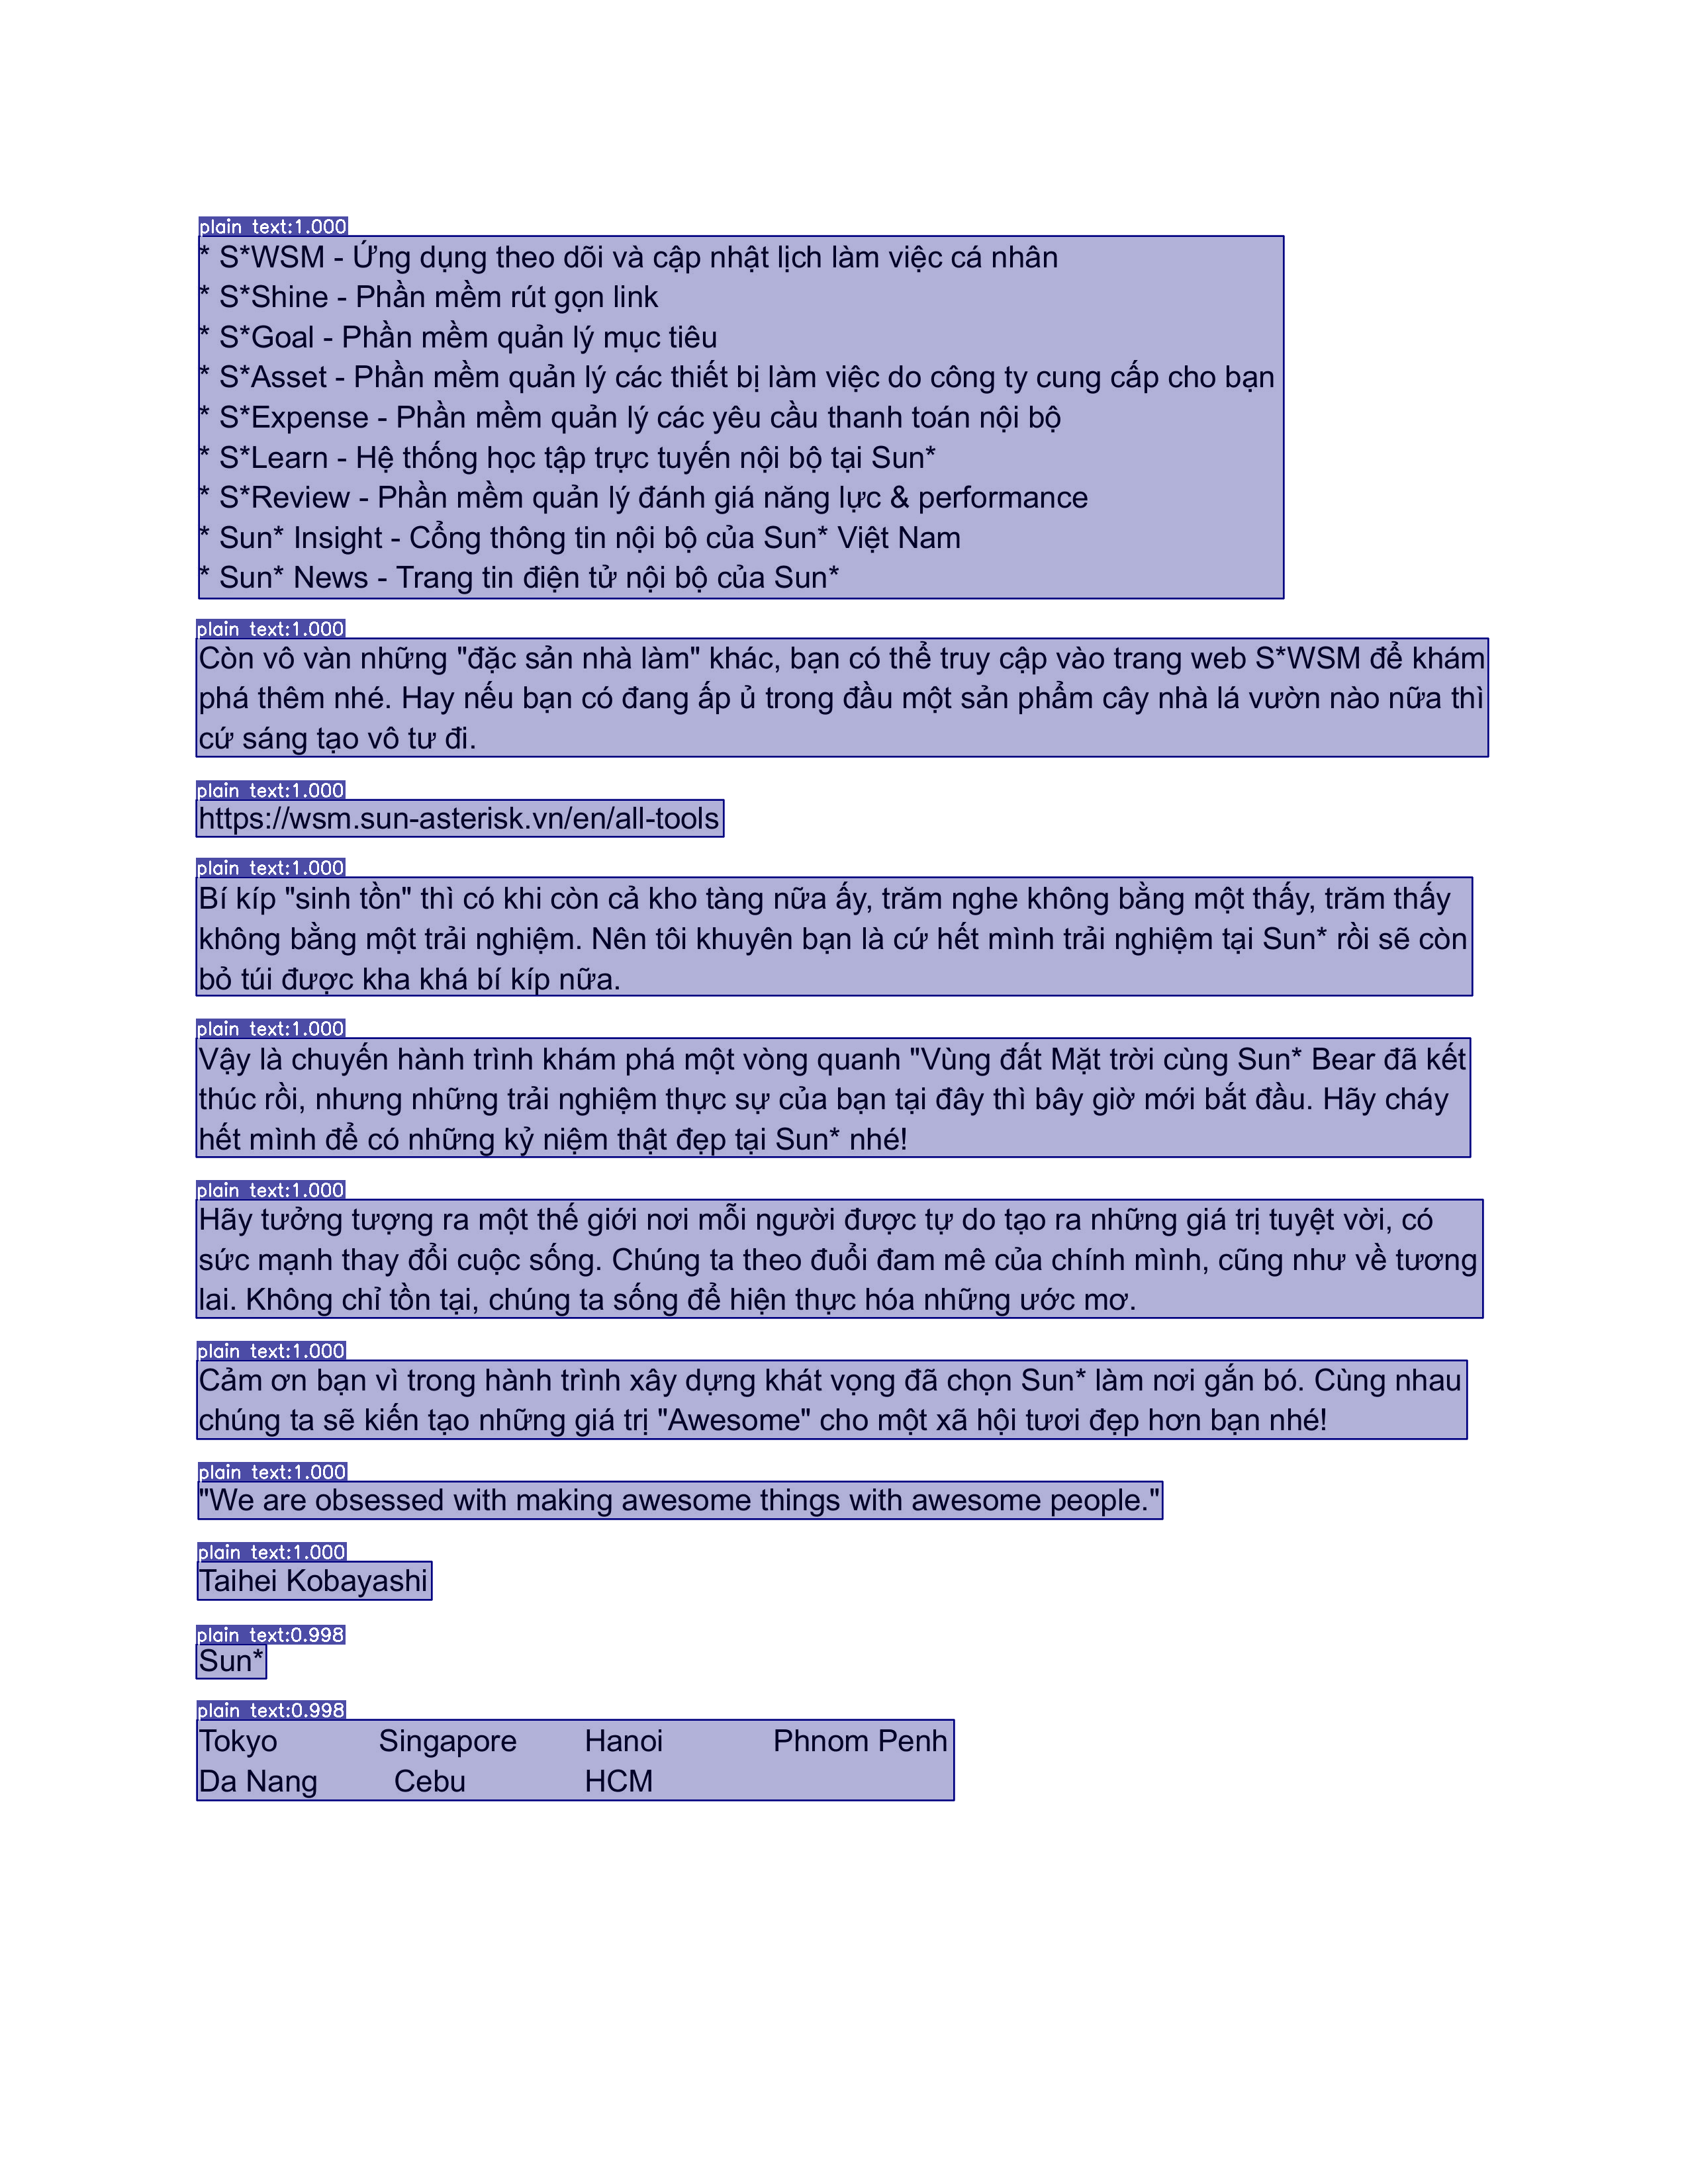 plain text:1.000
* S*WSM - Ứng dụng theo dõi và cập nhật lịch làm việc cá nhân
* S*Shine - Phần mềm rút gọn link
* S*Goal - Phần mềm quản lý mục tiêu
* S*Asset - Phần mềm quản lý các thiết bị làm việc do công ty cung cấp cho bạn
* S*Expense - Phần mềm quản lý các yêu cầu thanh toán nội bộ
* S*Learn - Hệ thống học tập trực tuyến nội bộ tại Sun*
* S*Review - Phần mềm quản lý đánh giá năng lực & performance
* Sun* Insight - Cổng thông tin nội bộ của Sun* Việt Nam
* Sun* News - Trang tin điện tử nội bộ của Sun*
plain text:1.000
Còn vô vàn những "đặc sản nhà làm" khác, bạn có thể truy cập vào trang web S*WSM để khám
phá thêm nhé. Hay nếu bạn có đang ấp ủ trong đầu một sản phẩm cây nhà lá vườn nào nữa thì
cứ sáng tạo vô tư đi.
plain text:1.000
https://wsm.sun-asterisk.vn/en/all-tools
plain text:1.000
Bí kíp "sinh tồn" thì có khi còn cả kho tàng nữa ấy, trăm nghe không bằng một thấy, trăm thấy
không bằng một trải nghiệm. Nên tôi khuyên bạn là cứ hết mình trải nghiệm tại Sun* rồi sẽ còn
bỏ túi được kha khá bí kíp nữa.
plain text:1.000
Vậy là chuyến hành trình khám phá một vòng quanh "Vùng đất Mặt trời cùng Sun* Bear đã kết
thúc rồi, nhưng những trải nghiệm thực sự của bạn tại đây thì bây giờ mới bắt đầu. Hãy cháy
hết mình để có những kỷ niệm thật đẹp tại Sun* nhé!
plain text:1.000
Hãy tưởng tượng ra một thế giới nơi mỗi người được tự do tạo ra những giá trị tuyệt vời, có
sức mạnh thay đổi cuộc sống. Chúng ta theo đuổi đam mê của chính mình, cũng như về tương
lai. Không chỉ tồn tại, chúng ta sống để hiện thực hóa những ước mơ.
plain text:1.000
Cảm ơn bạn vì trong hành trình xây dựng khát vọng đã chọn Sun* làm nơi gắn bó. Cùng nhau
chúng ta sẽ kiến tạo những giá trị "Awesome" cho một xã hội tươi đẹp hơn bạn nhé!
plain text:1.000
"We are obsessed with making awesome things with awesome people."
plain text:1.000
Taihei Kobayashi
plain text:0.998
Sun*
plain text:0.998
Tokyo Singapore Hanoi Phnom Penh
Da Nang Cebu HCM